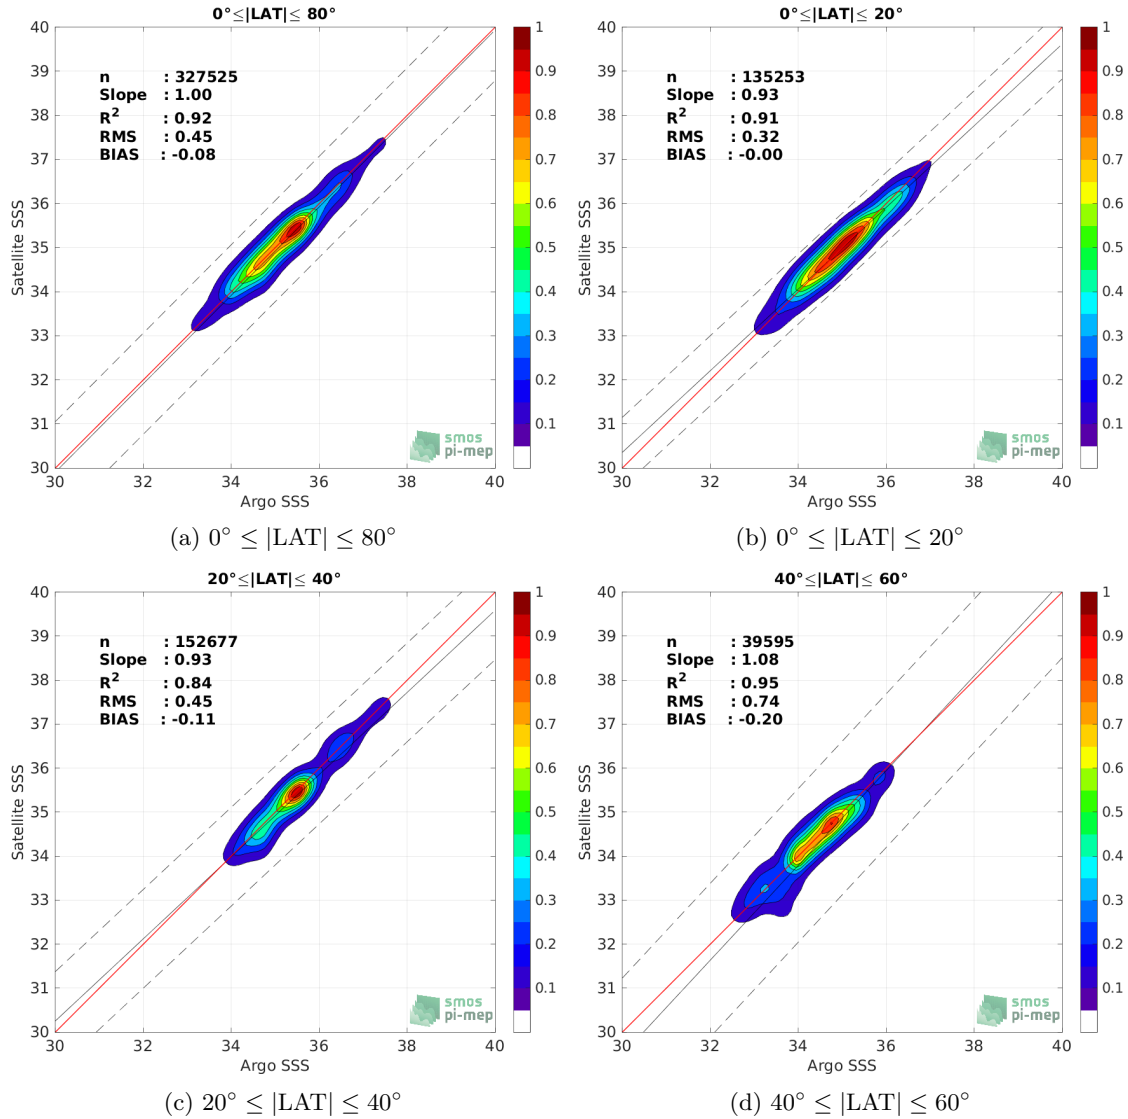 0°≤|LAT|≤ 80°
n : 327525
Slope : 1.00
R² : 0.92
RMS : 0.45
BIAS : -0.08
40
39
38
37
36
35
34
33
32
31
30
30 32 34 36 38 40
Satellite SSS
Argo SSS
1
0.9
0.8
0.7
0.6
0.5
0.4
0.3
0.2
0.1
smos
pi-mep
(a) 0° ≤ |LAT| ≤ 80°
0°≤|LAT|≤ 20°
n : 135253
Slope : 0.93
R² : 0.91
RMS : 0.32
BIAS : -0.00
40
39
38
37
36
35
34
33
32
31
30
30 32 34 36 38 40
Satellite SSS
Argo SSS
1
0.9
0.8
0.7
0.6
0.5
0.4
0.3
0.2
0.1
smos
pi-mep
(b) 0° ≤ |LAT| ≤ 20°
20°≤|LAT|≤ 40°
n : 152677
Slope : 0.93
R² : 0.84
RMS : 0.45
BIAS : -0.11
40
39
38
37
36
35
34
33
32
31
30
30 32 34 36 38 40
Satellite SSS
Argo SSS
1
0.9
0.8
0.7
0.6
0.5
0.4
0.3
0.2
0.1
smos
pi-mep
(c) 20° ≤ |LAT| ≤ 40°
40°≤|LAT|≤ 60°
n : 39595
Slope : 1.08
R² : 0.95
RMS : 0.74
BIAS : -0.20
40
39
38
37
36
35
34
33
32
31
30
30 32 34 36 38 40
Satellite SSS
Argo SSS
1
0.9
0.8
0.7
0.6
0.5
0.4
0.3
0.2
0.1
smos
pi-mep
(d) 40° ≤ |LAT| ≤ 60°